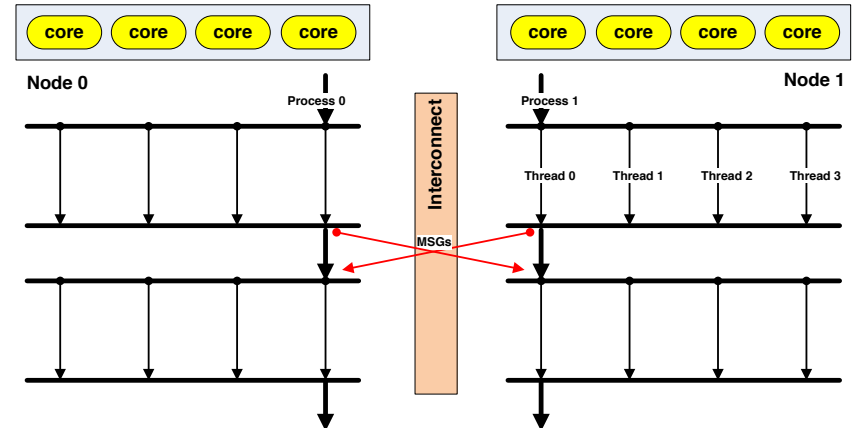 core core core core
core core core core
Node 0
Node 1
Process 0
Process 1
Interconnect
Thread 0 Thread 1 Thread 2 Thread 3
MSGs